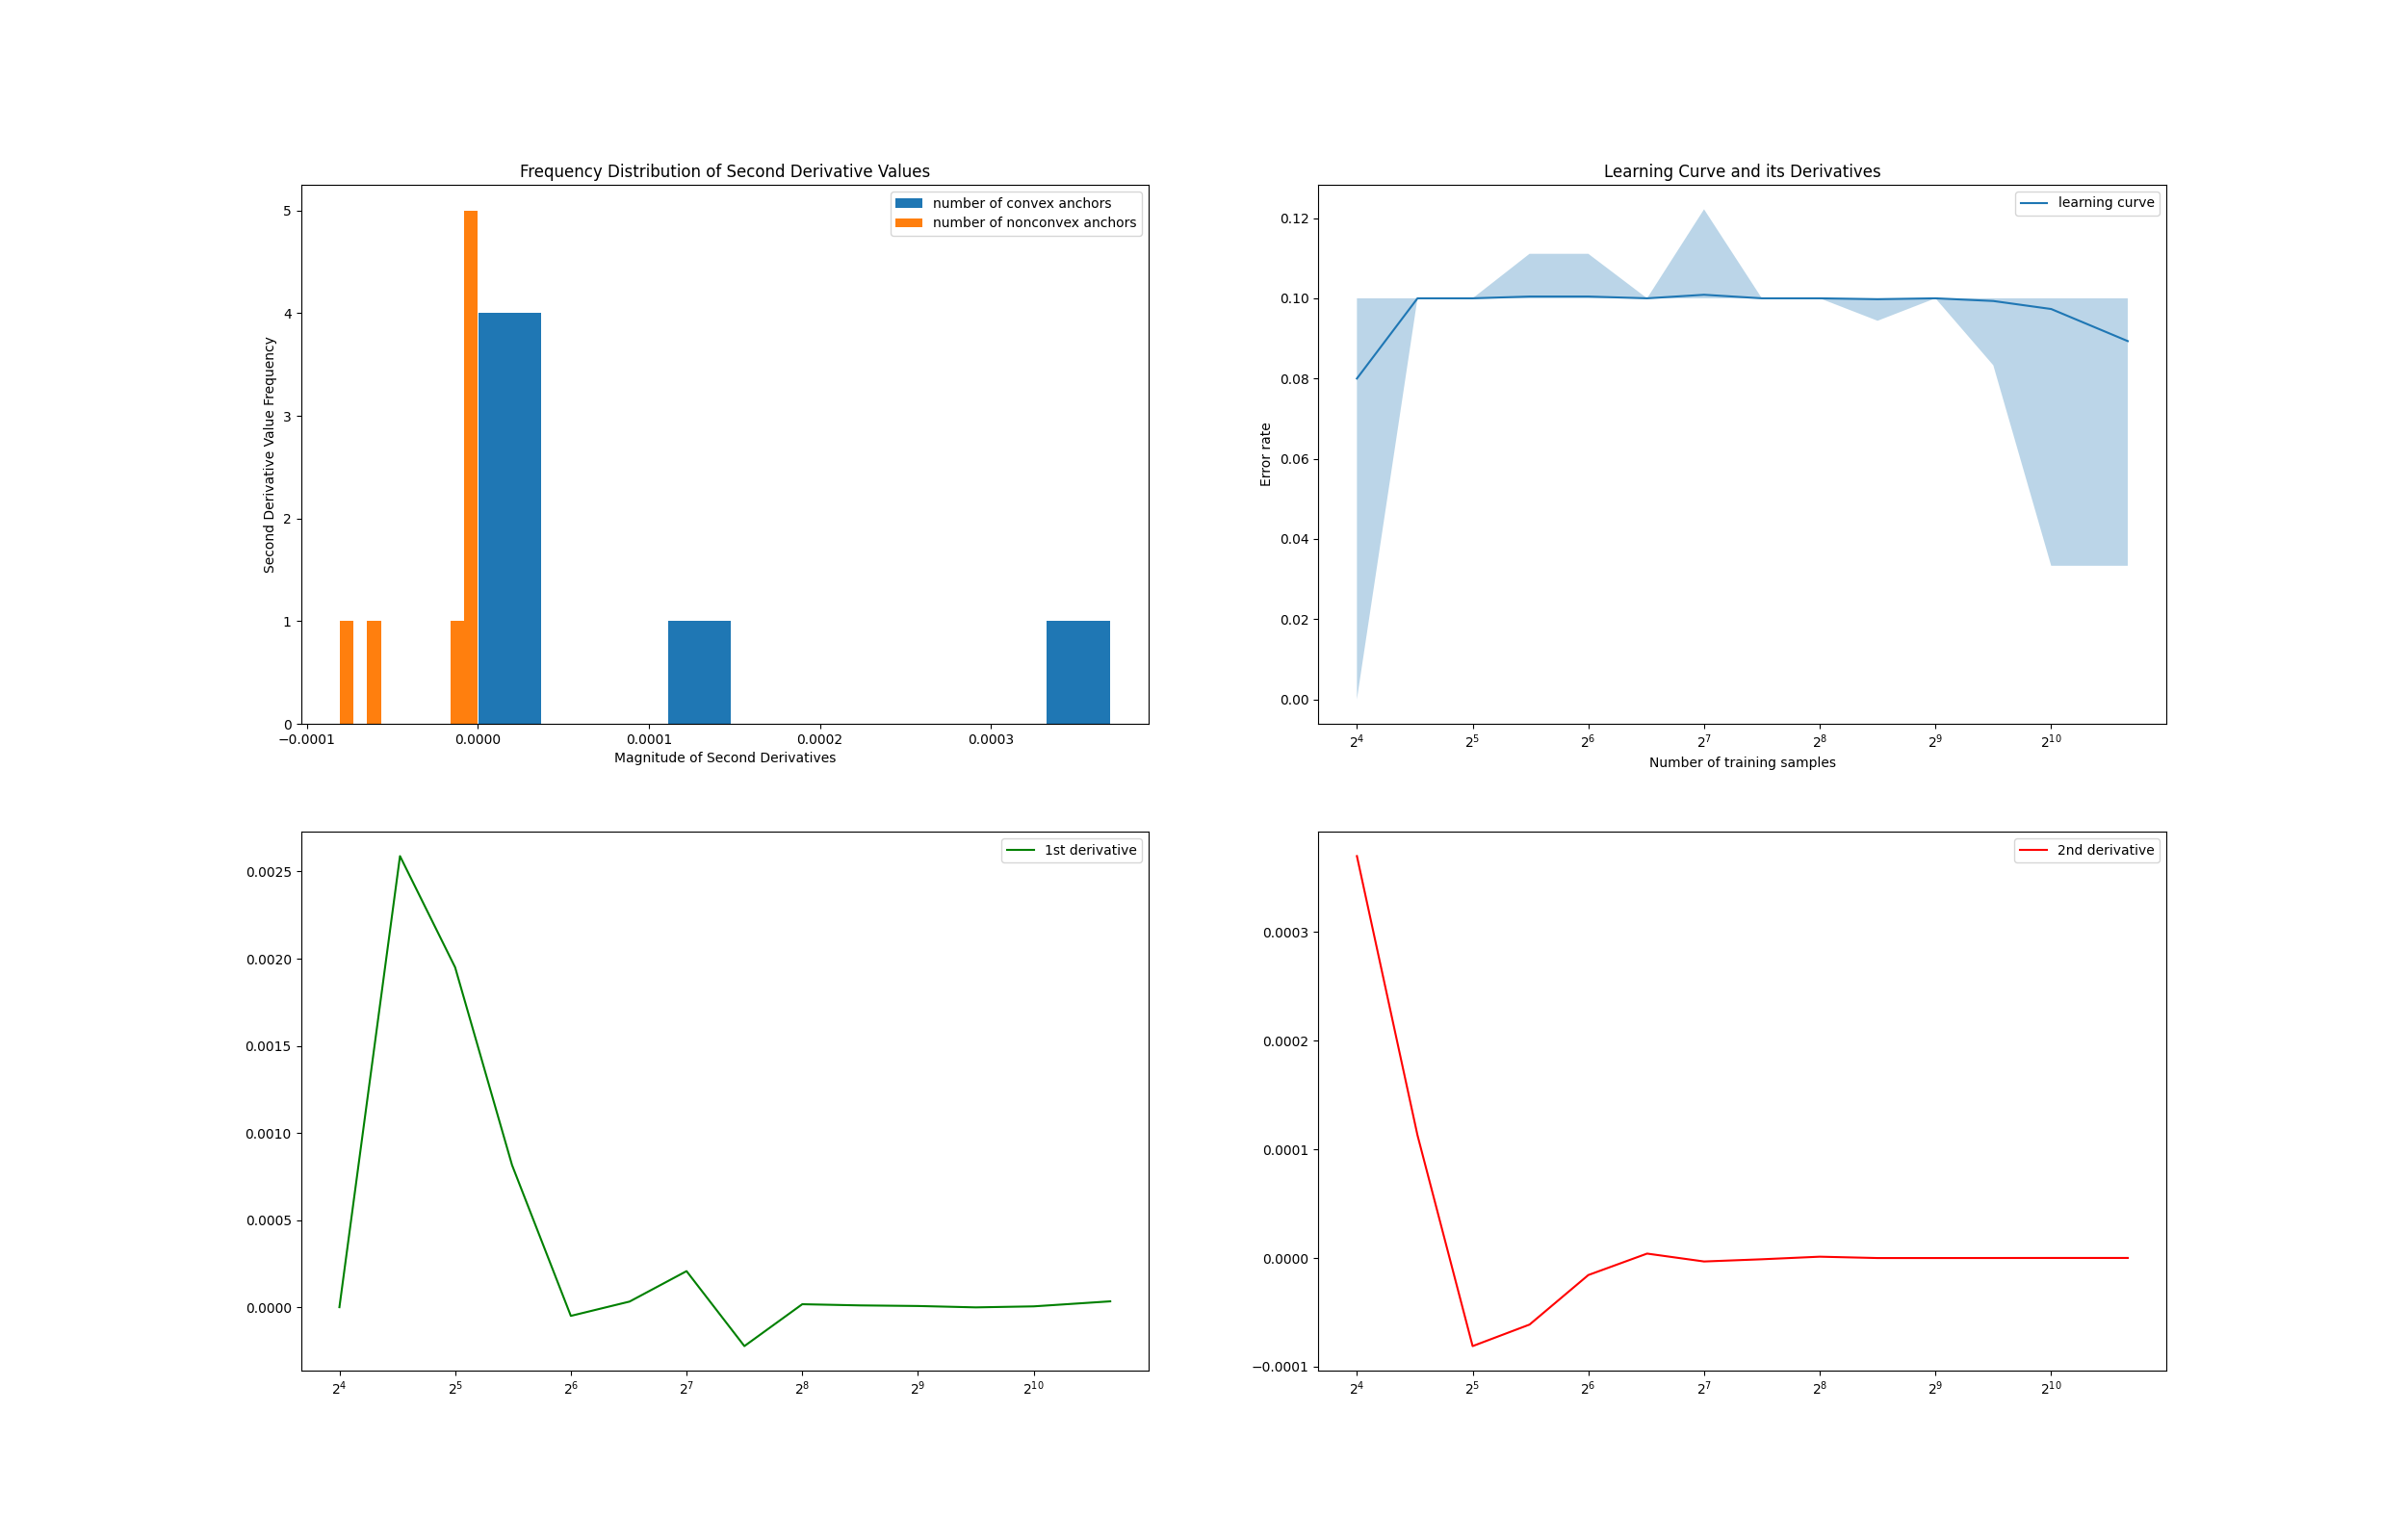 Frequency Distribution of Second Derivative Values
number of convex anchors
number of nonconvex anchors
5
4
3
2
1
0
Second Derivative Value Frequency
−0.0001 0.0000 0.0001 0.0002 0.0003
Magnitude of Second Derivatives
Learning Curve and its Derivatives
learning curve
0.12
0.10
0.08
0.06
0.04
0.02
0.00
Error rate
2⁴ 2⁵ 2⁶ 2⁷ 2⁸ 2⁹ 2¹⁰
Number of training samples
1st derivative
0.0025
0.0020
0.0015
0.0010
0.0005
0.0000
2⁴ 2⁵ 2⁶ 2⁷ 2⁸ 2⁹ 2¹⁰
2nd derivative
0.0003
0.0002
0.0001
0.0000
−0.0001
2⁴ 2⁵ 2⁶ 2⁷ 2⁸ 2⁹ 2¹⁰